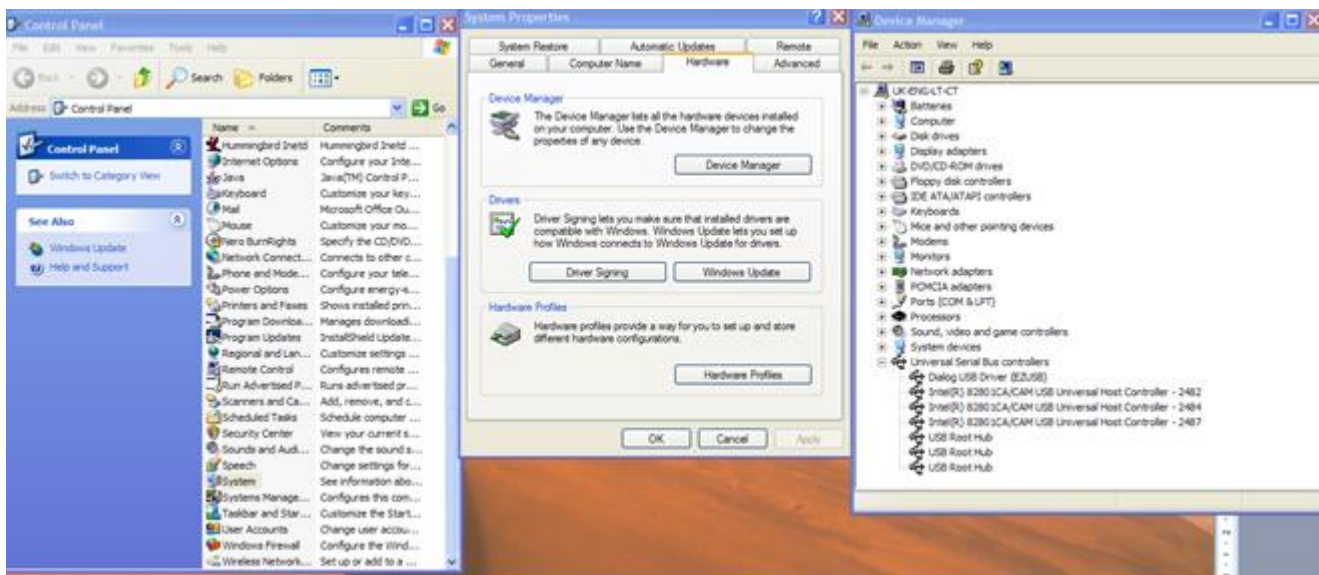 Control Panel
File Edit View Favorites Tools Help
Back Search Folders
Address Control Panel Go
Control Panel
Switch to Category View
See Also
Windows Update
Help and Support
Name Comments
Hummingbird Inetd Hummingbird Inetd ...
Internet Options Configure your Inte...
Java Java(TM) Control P...
Keyboard Customize your key...
Mail Microsoft Office Ou...
Mouse Customize your mo...
Nero BurnRights Specify the CD/DVD...
Network Connect... Connects to other c...
Phone and Mode... Configure your tele...
Power Options Configure energy-s...
Printers and Faxes Shows installed prin...
Program Downloa... Manages downloadi...
Program Updates InstallShield Update...
Regional and Lan... Customize settings ...
Remote Control Configures remote ...
Run Advertised P... Runs advertised pr...
Scanners and Ca... Add, remove, and c...
Scheduled Tasks Schedule computer ...
Security Center View your current s...
Sounds and Audi... Change the sound s...
Speech Change settings for...
System See information abo...
Systems Manage... Configures this com...
Taskbar and Star... Customize the Start...
User Accounts Change user accou...
Windows Firewall Configure the Wind...
Wireless Network... Set up or add to a ...
System Properties
System Restore Automatic Updates Remote
General Computer Name Hardware Advanced
Device Manager
The Device Manager lists all the hardware devices installed
on your computer. Use the Device Manager to change the
properties of any device.
Device Manager
Drivers
Driver Signing lets you make sure that installed drivers are
compatible with Windows. Windows Update lets you set up
how Windows connects to Windows Update for drivers.
Driver Signing Windows Update
Hardware Profiles
Hardware profiles provide a way for you to set up and store
different hardware configurations.
Hardware Profiles
OK Cancel Apply
Device Manager
File Action View Help
UK-ENG-LT-CT
Batteries
Computer
Disk drives
Display adapters
DVD/CD-ROM drives
Floppy disk controllers
IDE ATA/ATAPI controllers
Keyboards
Mice and other pointing devices
Modems
Monitors
Network adapters
PCMCIA adapters
Ports (COM & LPT)
Processors
Sound, video and game controllers
System devices
Universal Serial Bus controllers
Dialog USB Driver (EZUSB)
Intel(R) 82801CA/CAM USB Universal Host Controller - 2482
Intel(R) 82801CA/CAM USB Universal Host Controller - 2484
Intel(R) 82801CA/CAM USB Universal Host Controller - 2487
USB Root Hub
USB Root Hub
USB Root Hub